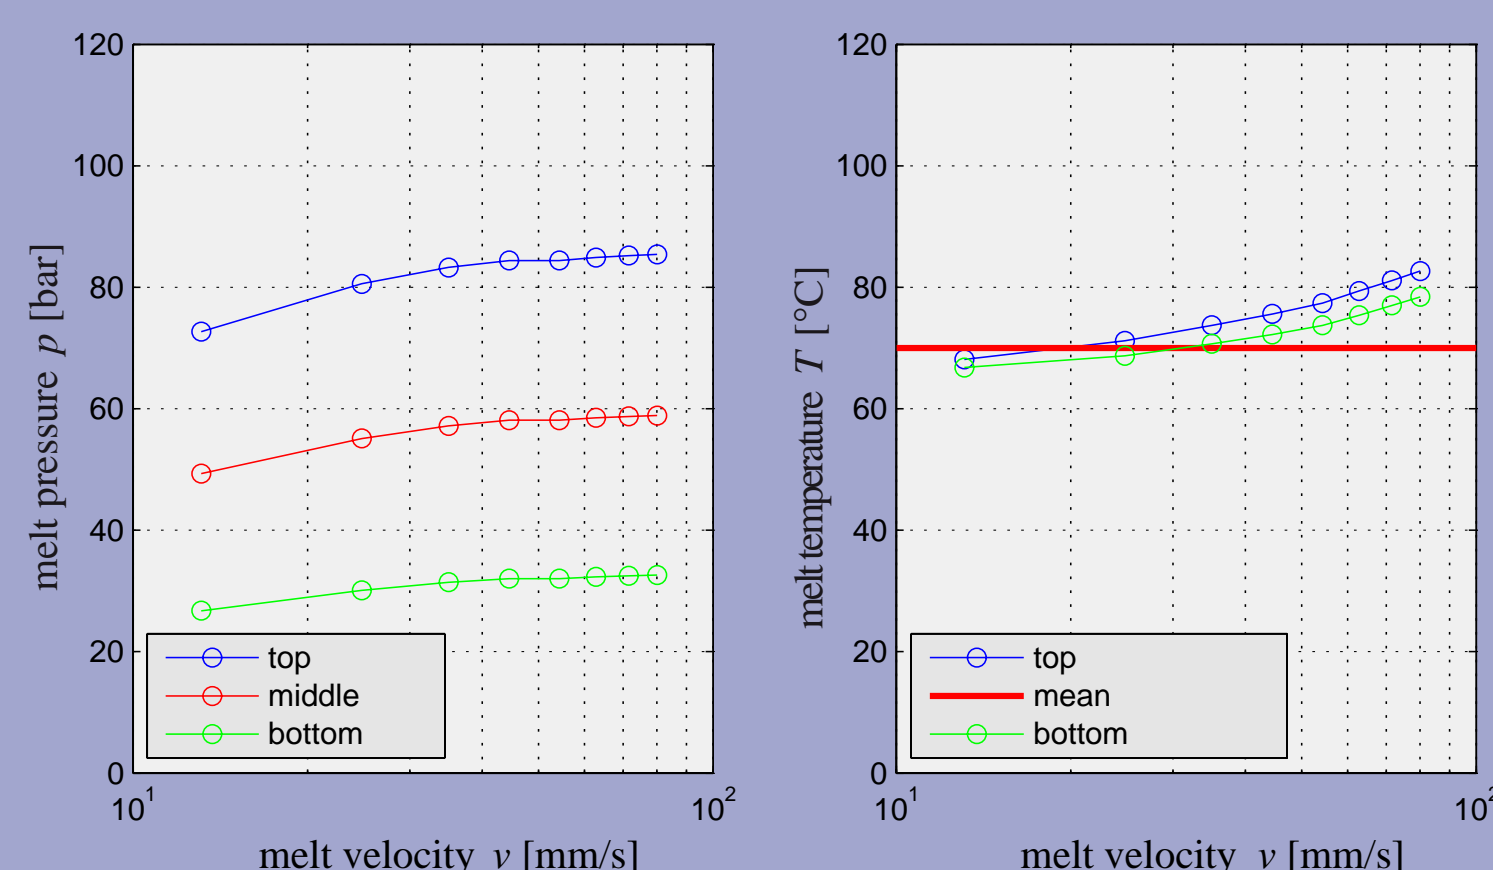 melt pressure p [bar]
120
100
80
60
40
20
0
top
middle
bottom
10¹
10²
melt velocity v [mm/s]
melt temperature T [°C]
120
100
80
60
40
20
0
top
mean
bottom
10¹
10²
melt velocity v [mm/s]